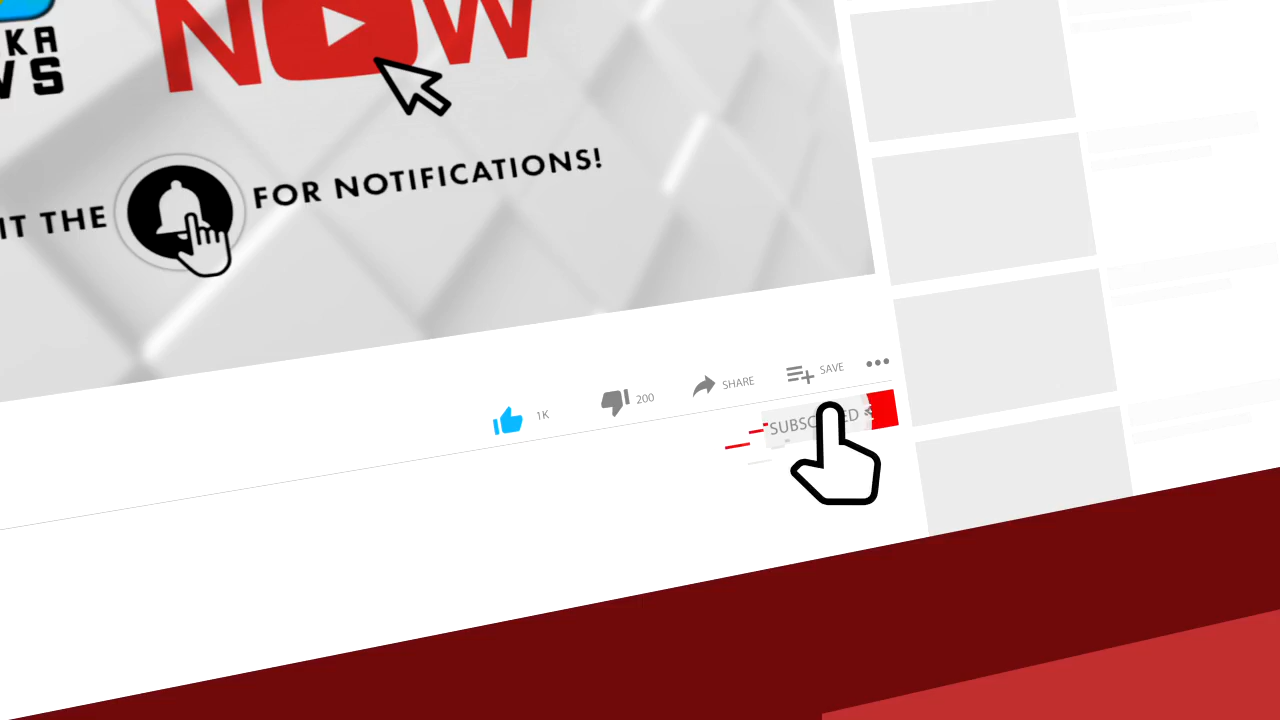 KA
NOW
WS
IT THE FOR NOTIFICATIONS!
1K 200 SHARE SAVE